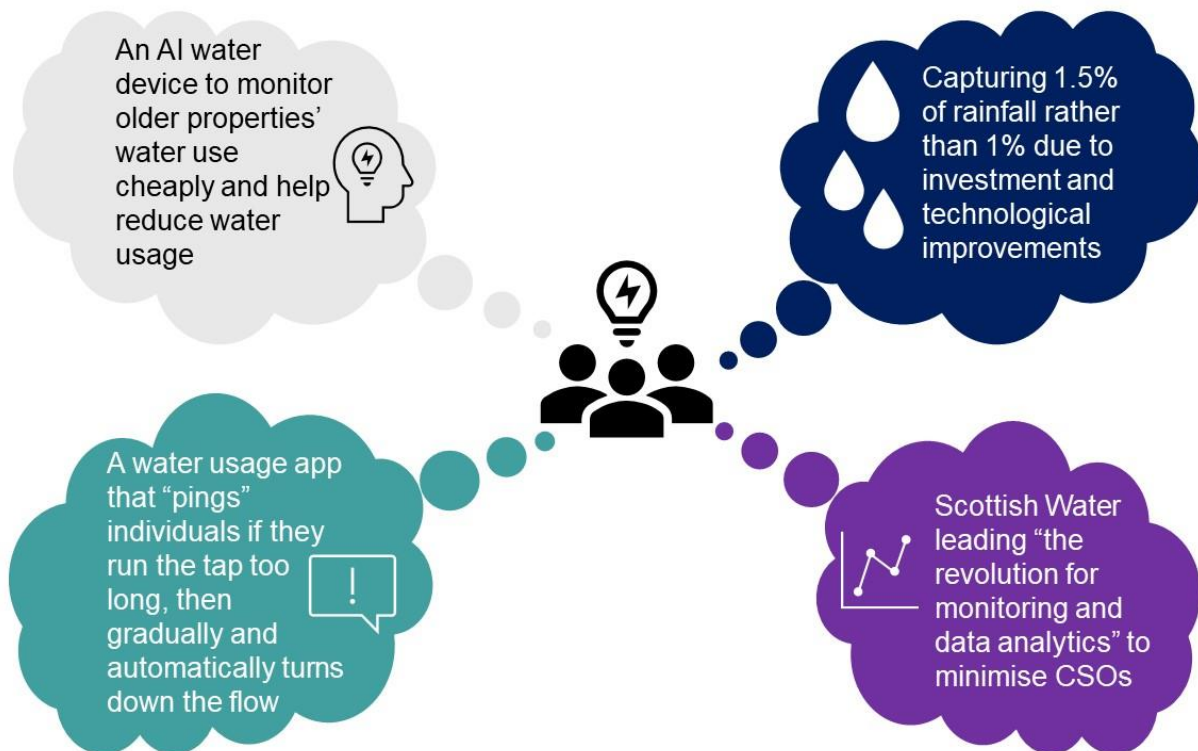 An AI water
device to monitor
older properties’
water use
cheaply and help
reduce water
usage
Capturing 1.5%
of rainfall rather
than 1% due to
investment and
technological
improvements
A water usage app
that “pings”
individuals if they
run the tap too
long, then
gradually and
automatically turns
down the flow
!
Scottish Water
leading “the
revolution for
monitoring and
data analytics” to
minimise CSOs